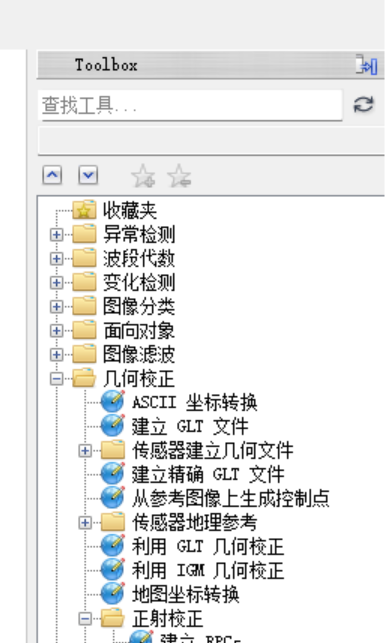 Toolbox
查找工具...
收藏夹
异常检测
波段代数
变化检测
图像分类
面向对象
图像滤波
几何校正
ASCII 坐标转换
建立 GLT 文件
传感器建立几何文件
建立精确 GLT 文件
从参考图像上生成控制点
传感器地理参考
利用 GLT 几何校正
利用 IGM 几何校正
地图坐标转换
正射校正
建立 RPCs